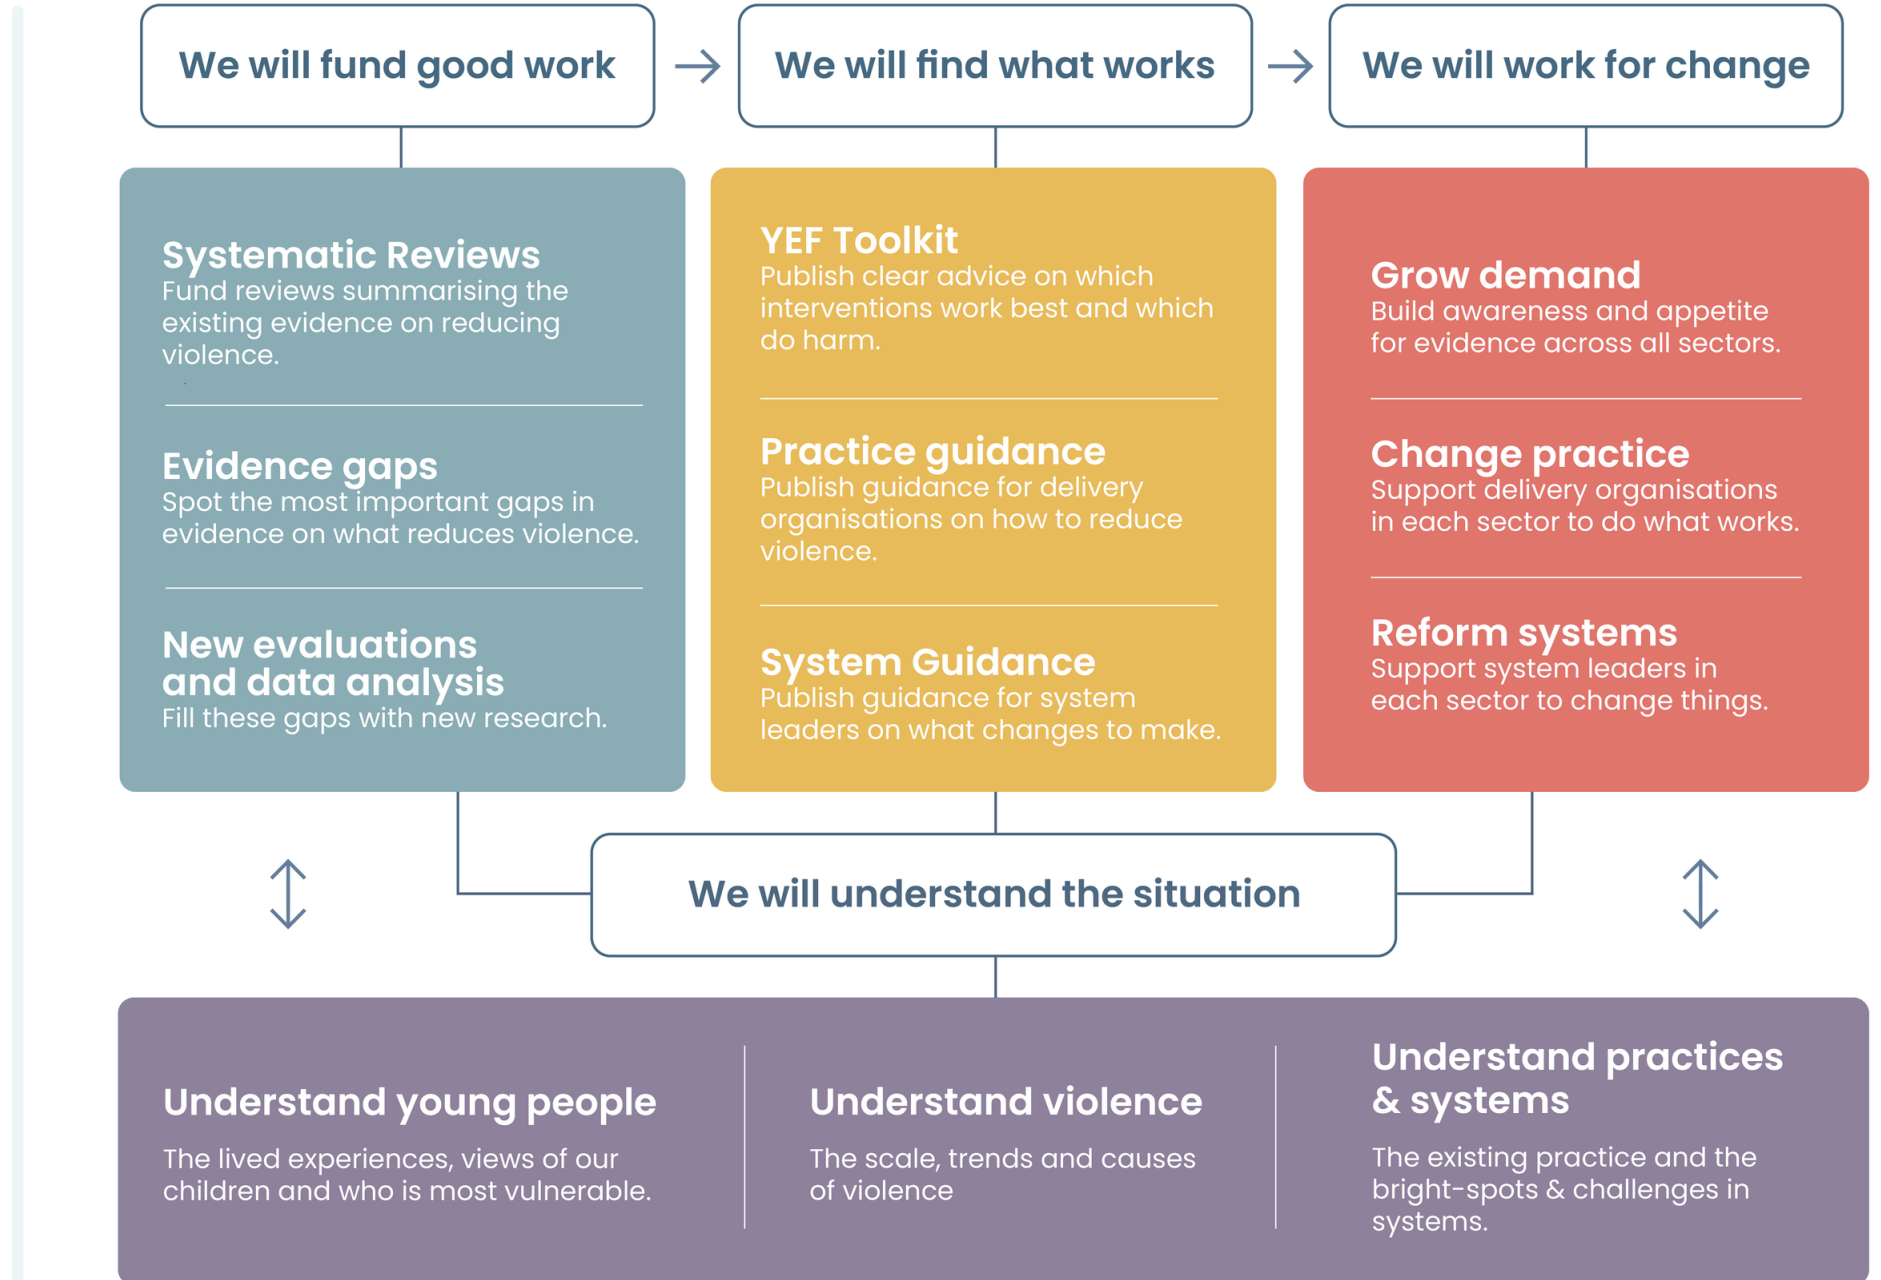 We will fund good work
We will find what works
We will work for change
Systematic Reviews
Fund reviews summarising the
existing evidence on reducing
violence.
Evidence gaps
Spot the most important gaps in
evidence on what reduces violence.
New evaluations
and data analysis
Fill these gaps with new research.
YEF Toolkit
Publish clear advice on which
interventions work best and which
do harm.
Practice guidance
Publish guidance for delivery
organisations on how to reduce
violence.
System Guidance
Publish guidance for system
leaders on what changes to make.
Grow demand
Build awareness and appetite
for evidence across all sectors.
Change practice
Support delivery organisations
in each sector to do what works.
Reform systems
Support system leaders in
each sector to change things.
We will understand the situation
Understand young people
The lived experiences, views of our
children and who is most vulnerable.
Understand violence
The scale, trends and causes
of violence
Understand practices
& systems
The existing practice and the
bright-spots & challenges in
systems.